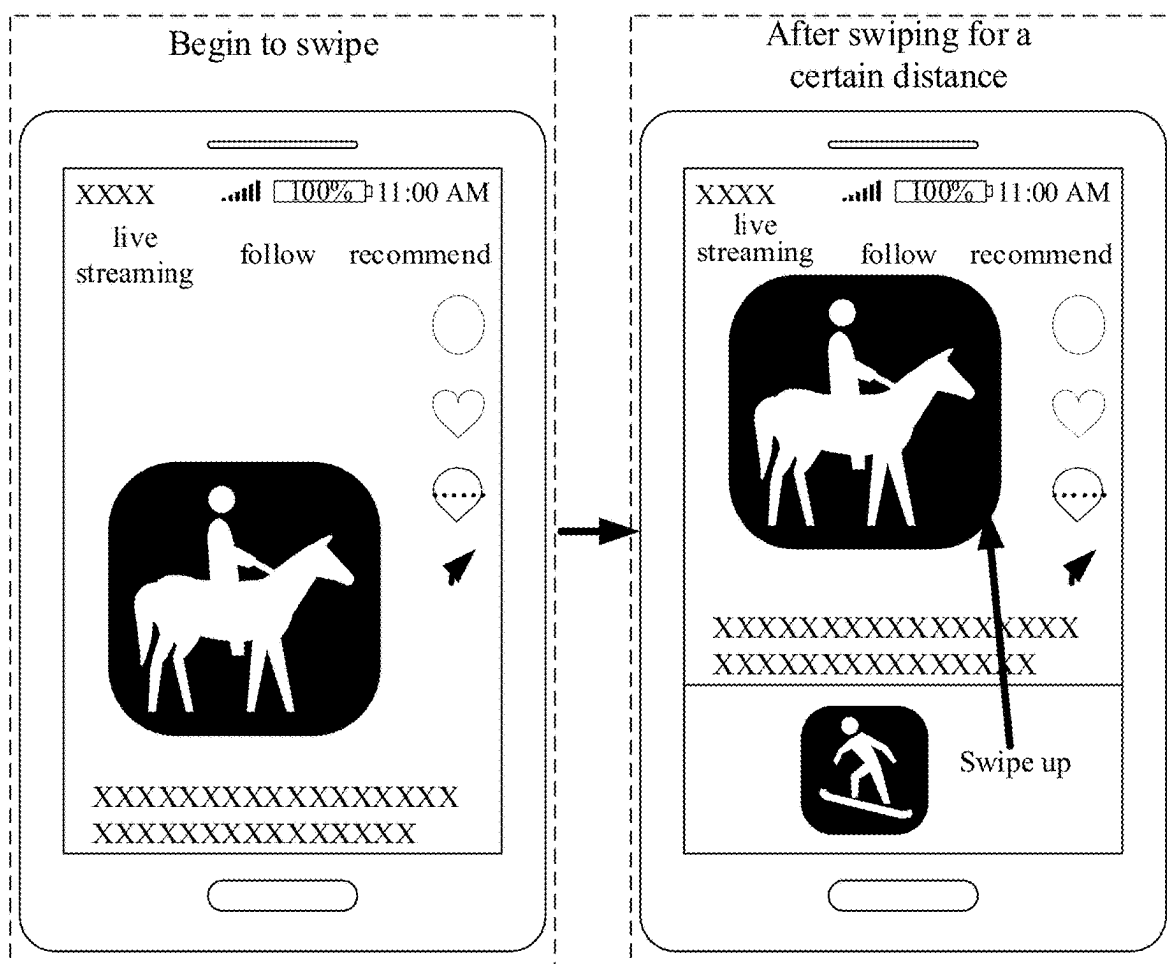 Begin to swipe
XXXX 100% 11:00 AM
live
streaming follow recommend
XXXXXXXXXXXXXXXXX
XXXXXXXXXXXXXXX
After swiping for a
certain distance
XXXX 100% 11:00 AM
live
streaming follow recommend
XXXXXXXXXXXXXXXXX
XXXXXXXXXXXXXXX
Swipe up